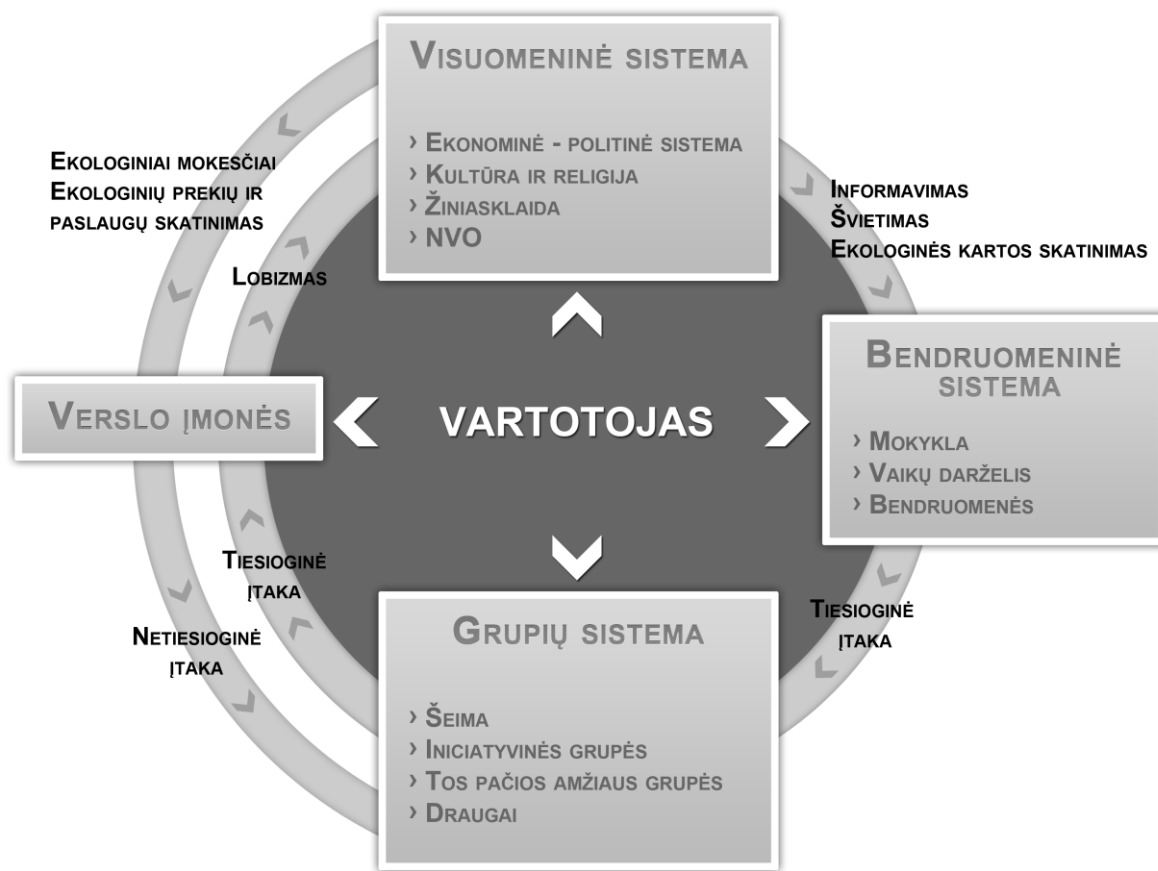 Visuomeninė sistema
› Ekonominė - politinė sistema
› Kultūra ir religija
› Žiniasklaida
› NVO
Ekologiniai mokesčiai
Ekologinių prekių ir
paslaugų skatinimas
Lobizmas
Informavimas
Švietimas
Ekologinės kartos skatinimas
Verslo įmonės
VARTOTOJAS
Bendruomeninė
sistema
› Mokykla
› Vaikų darželis
› Bendruomenės
Tiesioginė
įtaka
Netiesioginė
įtaka
Tiesioginė
įtaka
Grupių sistema
› Šeima
› Iniciatyvinės grupės
› Tos pačios amžiaus grupės
› Draugai